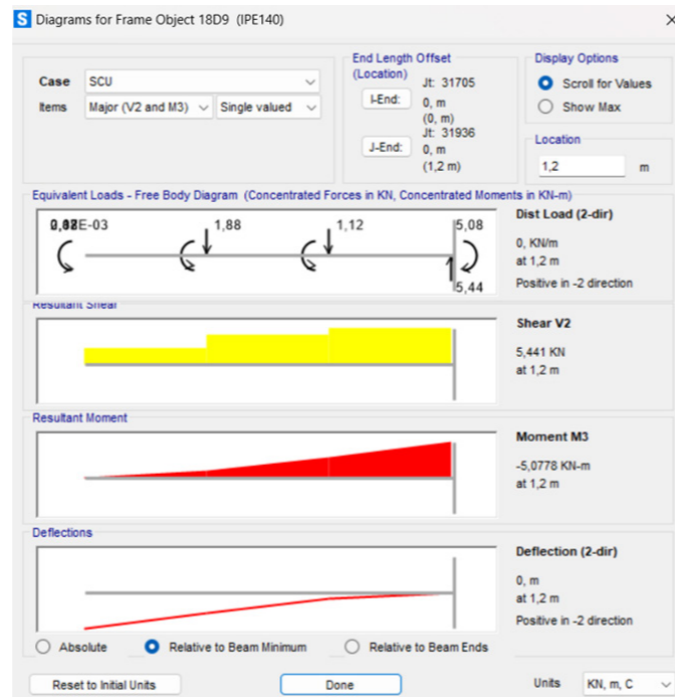 S Diagrams for Frame Object 18D9 (IPE140)
Case SCU
Items Major (V2 and M3) Single valued
End Length Offset
(Location)
Jt: 31705
I-End: 0, m
(0, m)
Jt: 31936
J-End: 0, m
(1,2 m)
Display Options
Scroll for Values
Show Max
Location
1,2 m
Equivalent Loads - Free Body Diagram (Concentrated Forces in KN, Concentrated Moments in KN-m)
1,88 1,12 5,08
5,44
Dist Load (2-dir)
0, KN/m
at 1,2 m
Positive in -2 direction
Resultant Shear
Shear V2
5,441 KN
at 1,2 m
Resultant Moment
Moment M3
-5,0778 KN-m
at 1,2 m
Deflections
Deflection (2-dir)
0, m
at 1,2 m
Positive in -2 direction
Absolute Relative to Beam Minimum Relative to Beam Ends
Reset to Initial Units Done Units KN, m, C